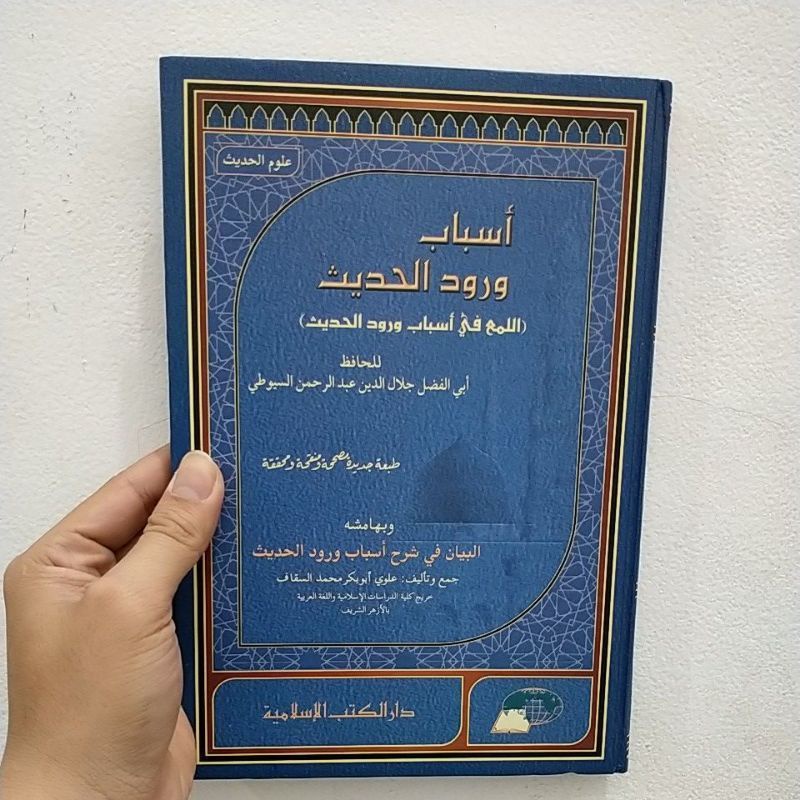 علوم الحديث
أسباب
ورود الحديث
(اللمع في أسباب ورود الحديث)
للحافظ
أبي الفضل جلال الدين عبد الرحمن السيوطي
طبعة جديدة مصححة ومنقحة ومحققة
وبهامشه
البيان في شرح أسباب ورود الحديث
جمع وتأليف: علوي أبوبكر محمد السقاف
خريج كلية الدراسات الإسلامية واللغة العربية
بالأزهر الشريف
دار الكتب الإسلامية